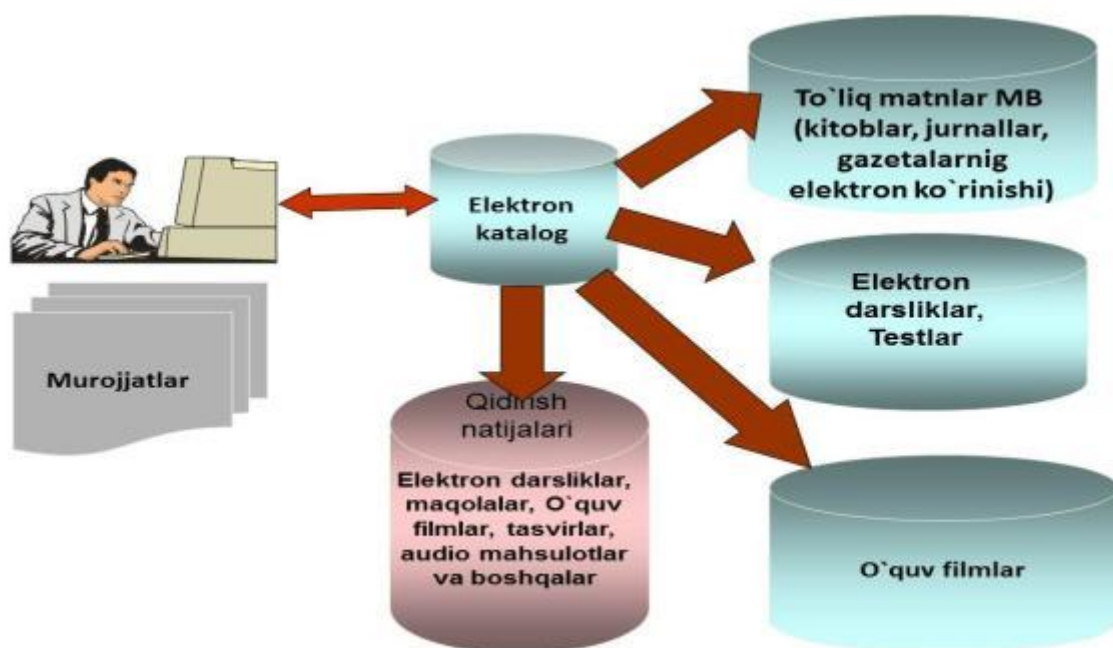 To`liq matnlar MB
(kitoblar, jurnallar,
gazetalarnig
elektron ko`rinishi)
Elektron
katalog
Elektron
darsliklar,
Testlar
Murojjatlar
Qidirish
natijalari
Elektron darsliklar,
maqolalar, O`quv
filmlar, tasvirlar,
audio mahsulotlar
va boshqalar
O`quv filmlar